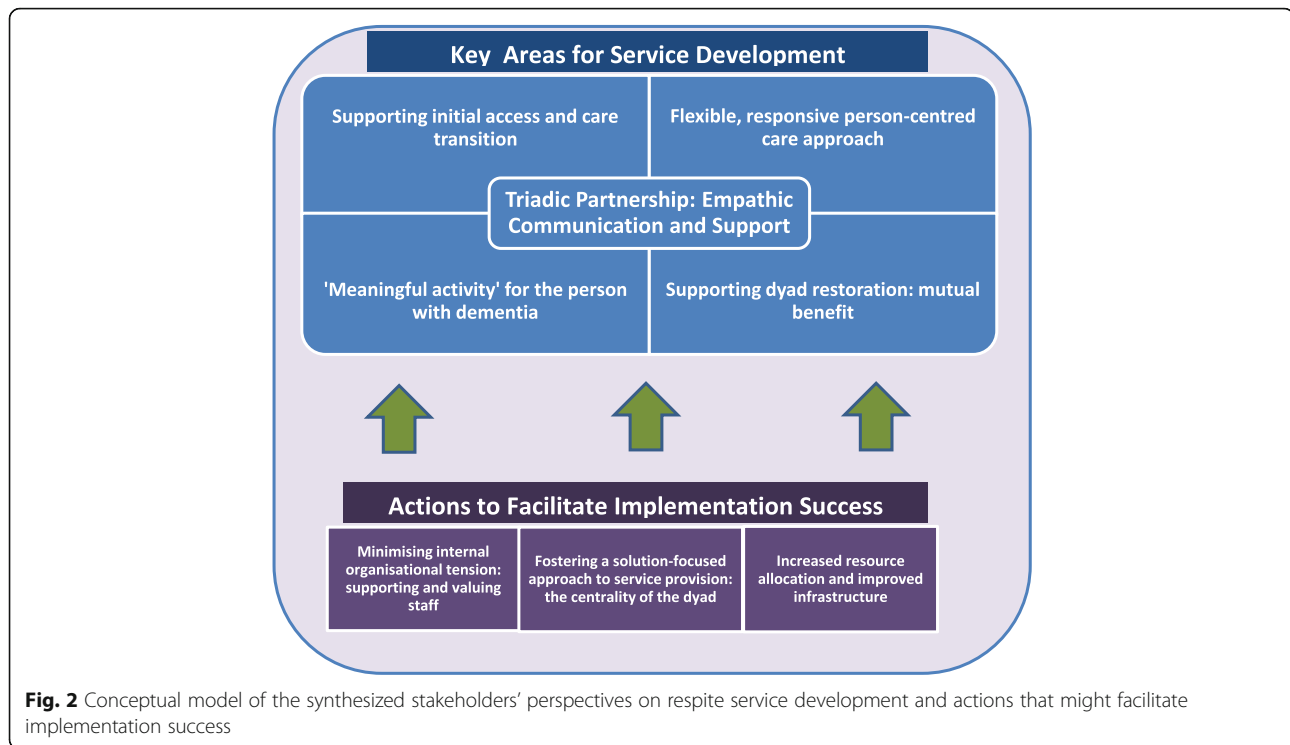 Key Areas for Service Development
Supporting initial access and care
transition
Flexible, responsive person-centred
care approach
Triadic Partnership: Empathic
Communication and Support
'Meaningful activity' for the person
with dementia
Supporting dyad restoration: mutual
benefit
Actions to Facilitate Implementation Success
Minimising internal
organisational tension:
supporting and valuing
staff
Fostering a solution-focused
approach to service provision:
the centrality of the dyad
Increased resource
allocation and improved
infrastructure
Fig. 2 Conceptual model of the synthesized stakeholders' perspectives on respite service development and actions that might facilitate
implementation success